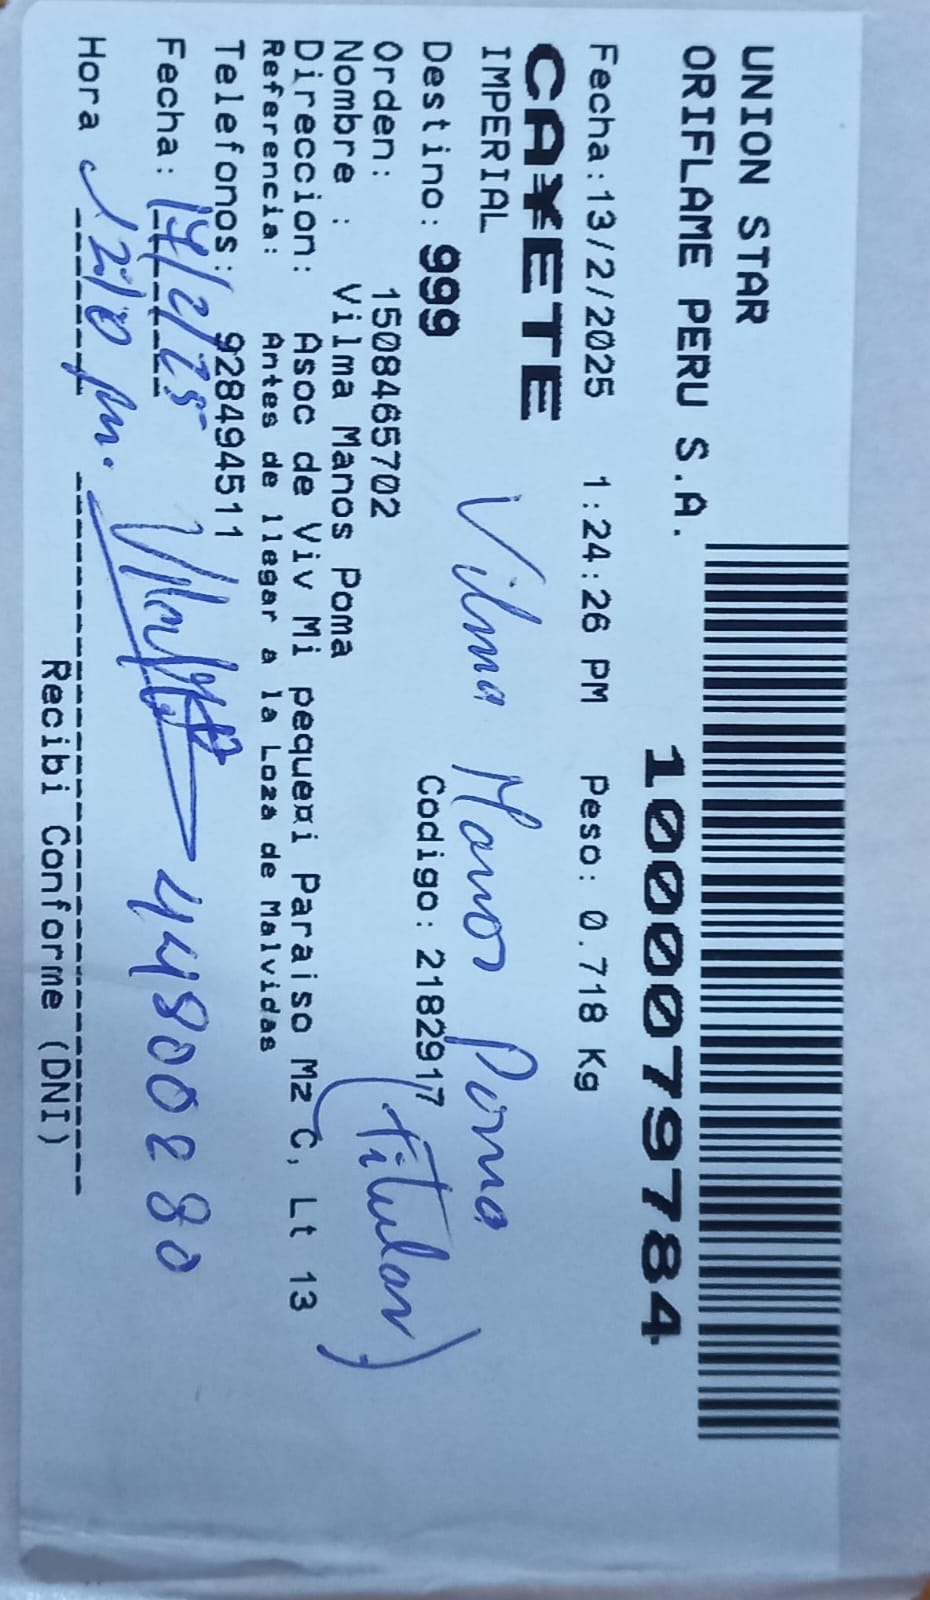 UNION STAR
ORIFLAME PERU S.A.
1000079784
Fecha:13/2/2025 1:24:26 PM Peso: 0.718 Kg
CAYETE
IMPERIAL
Vilma Manos Poma
Destino: 999 Codigo: 2182917
(titular)
Orden: 1508465702
Nombre : Vilma Manos Poma
Direccion: Asoc de Viv Mi pequeñi Paraiso Mz C, Lt 13
Referencia: Antes de llegar a la Loza de Malvidas
Telefonos: 928494511
Fecha: 14/2/25 44800280
Hora 12:10 pm.
Recibi Conforme (DNI)